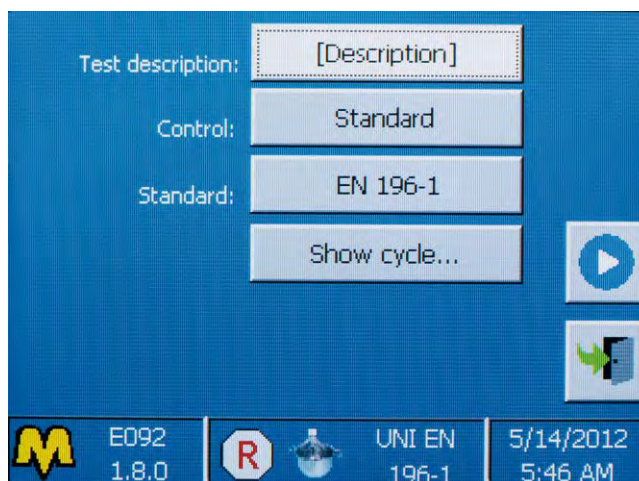 Test description: [Description]
Control: Standard
Standard: EN 196-1
Show cycle...
E092
1.8.0
R
UNI EN
196-1
5/14/2012
5:46 AM